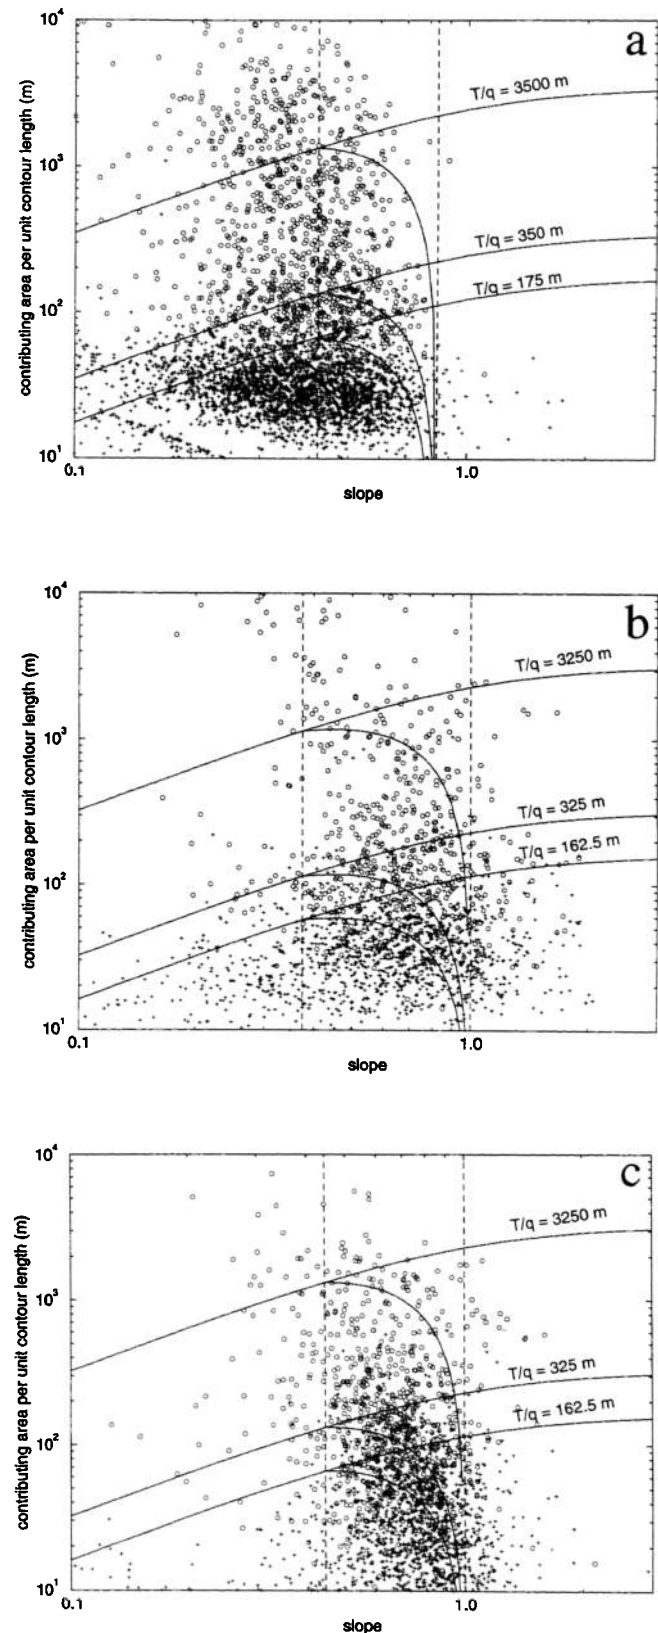 a
10⁴
T/q = 3500 m
10³
T/q = 350 m
T/q = 175 m
10²
10¹
contributing area per unit contour length (m)
0.1
1.0
slope
b
10⁴
T/q = 3250 m
10³
T/q = 325 m
T/q = 162.5 m
10²
10¹
contributing area per unit contour length (m)
0.1
1.0
slope
c
10⁴
T/q = 3250 m
10³
T/q = 325 m
T/q = 162.5 m
10²
10¹
contributing area per unit contour length (m)
0.1
1.0
slope